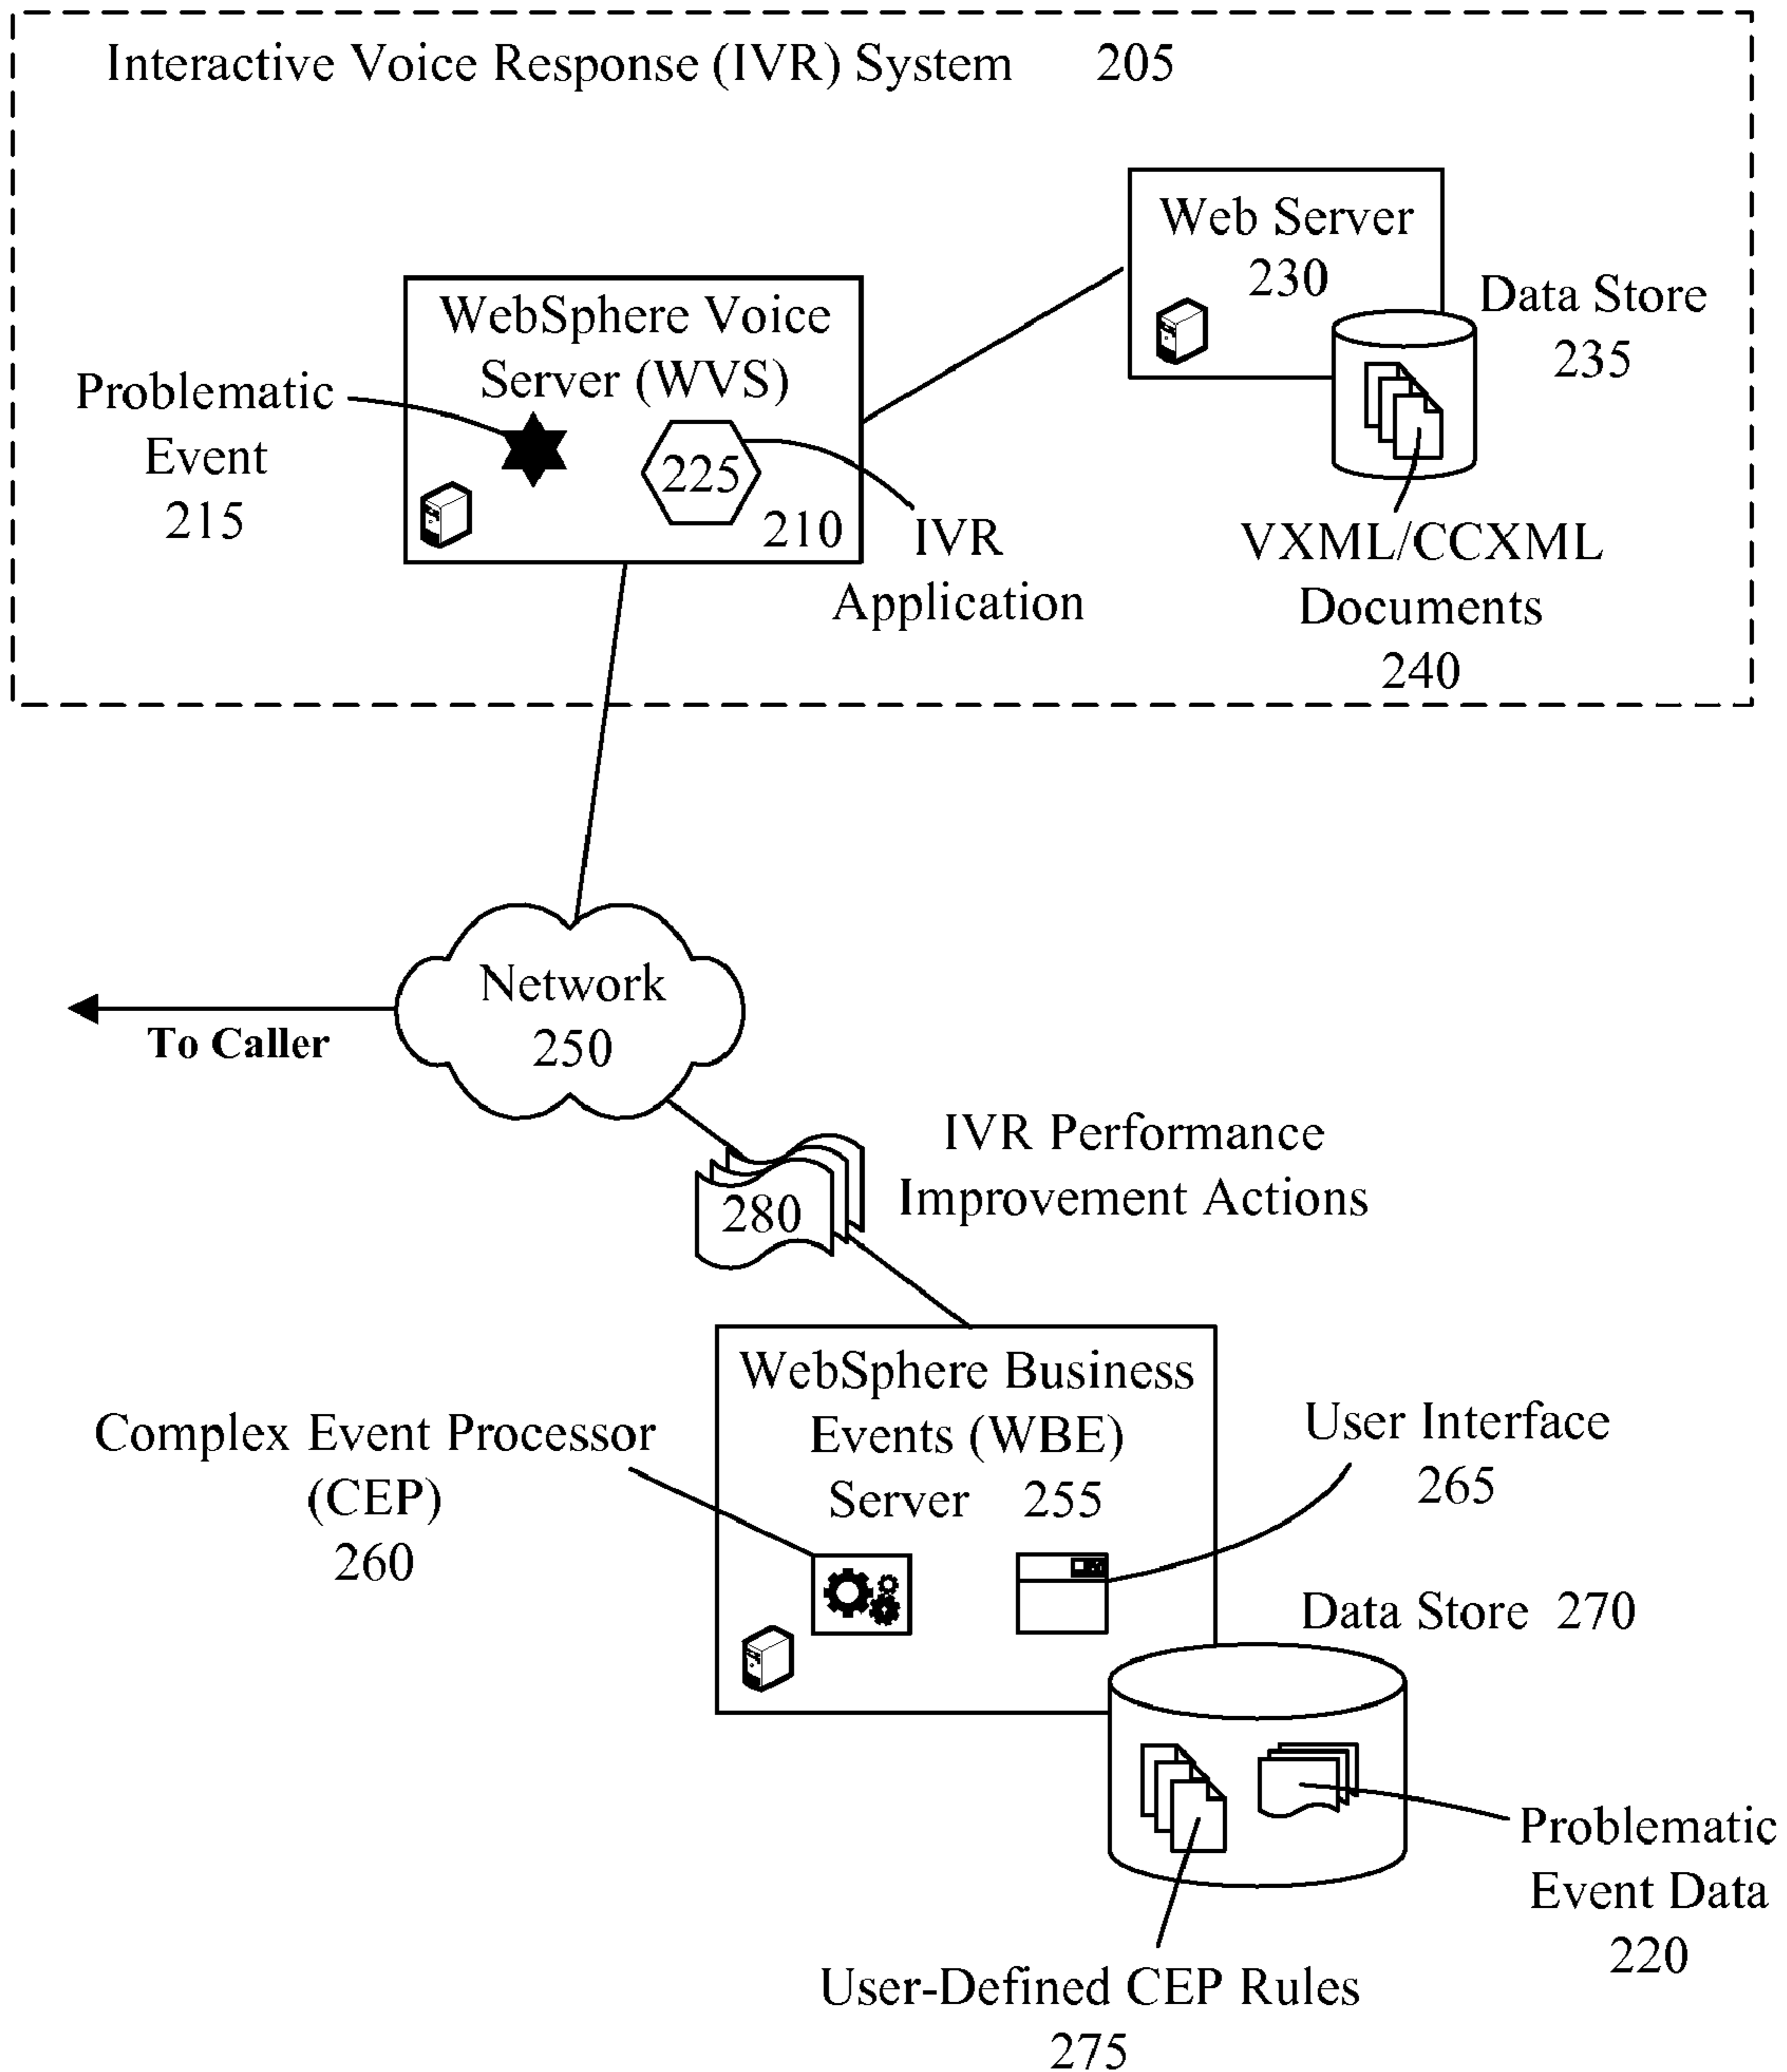 Interactive Voice Response (IVR) System 205
Web Server
230
Data Store
235
WebSphere Voice
Server (WVS)
Problematic
Event
215
225
210
IVR
Application
VXML/CCXML
Documents
240
Network
250
To Caller
IVR Performance
Improvement Actions
280
WebSphere Business
Events (WBE)
Server 255
Complex Event Processor
(CEP)
260
User Interface
265
Data Store 270
Problematic
Event Data
220
User-Defined CEP Rules
275